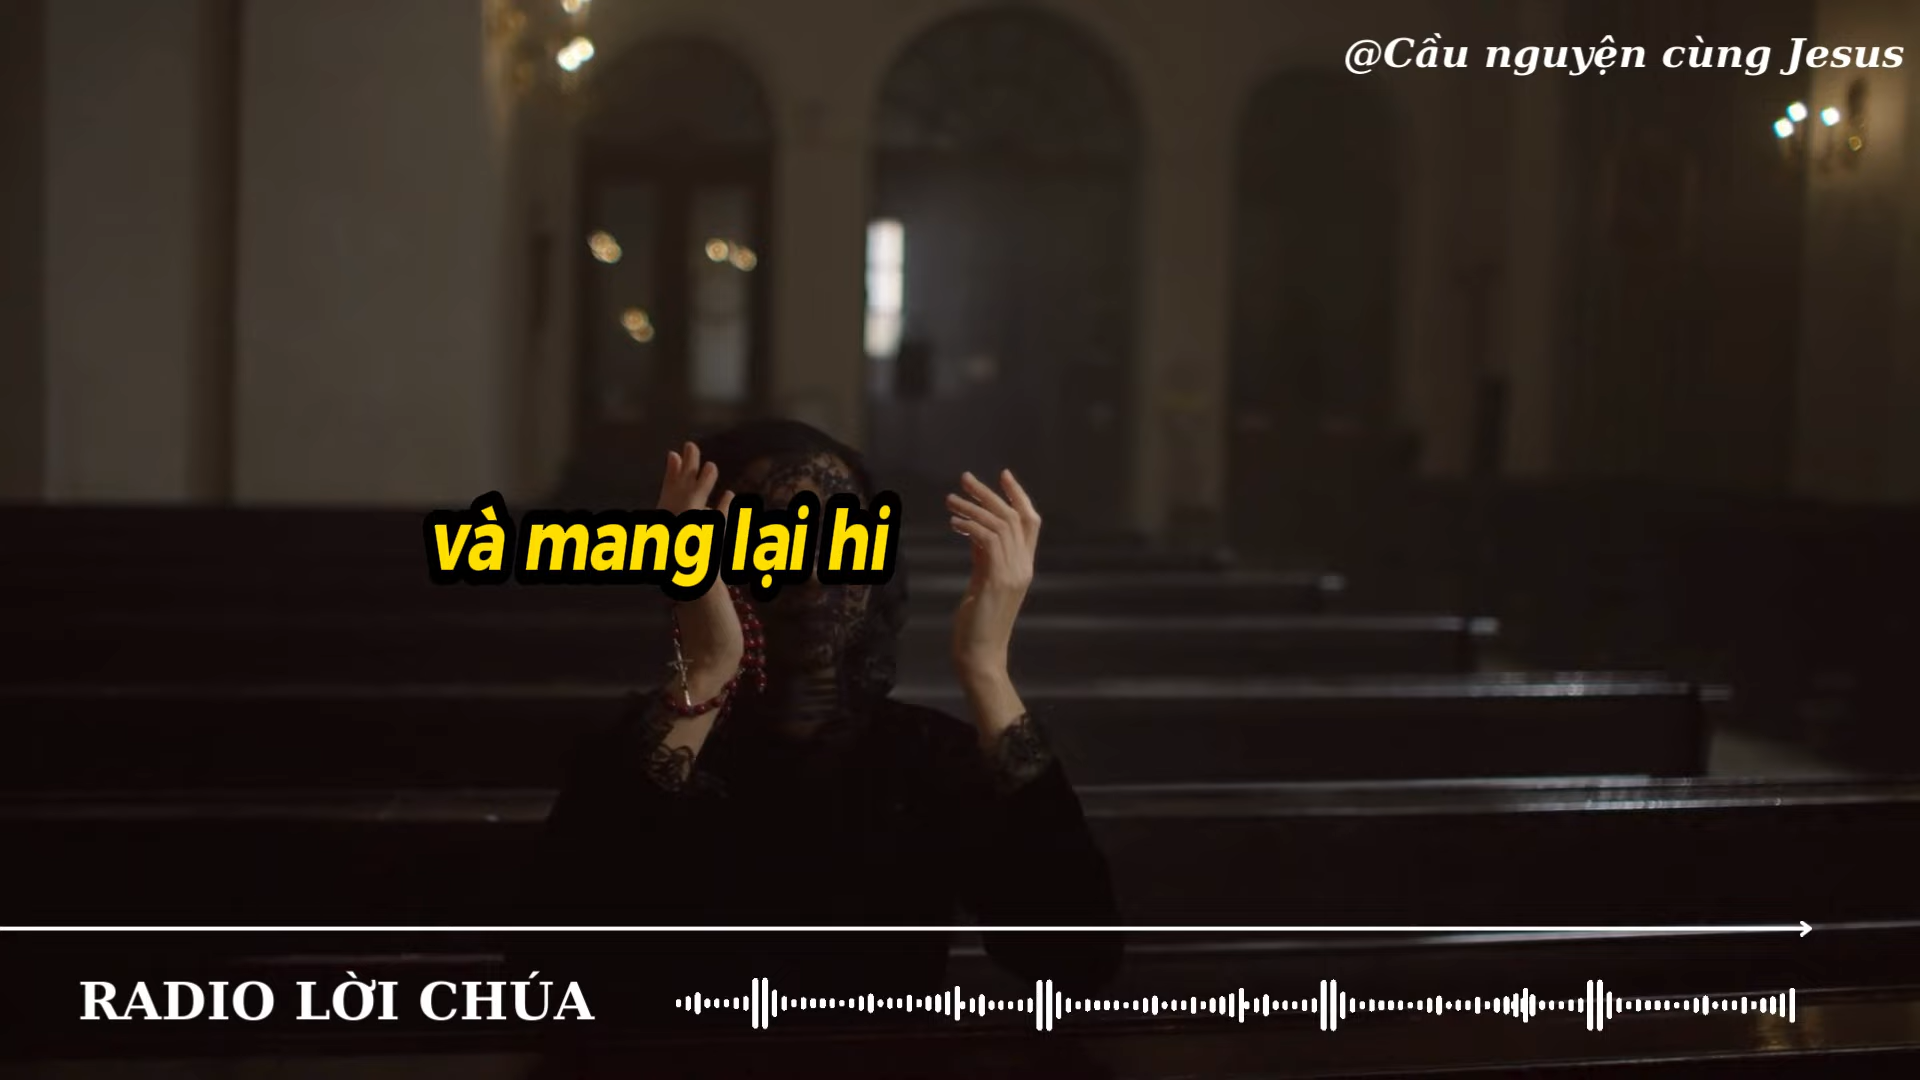 @Cầu nguyện cùng Jesus
và mang lại hi
RADIO LỜI CHÚA